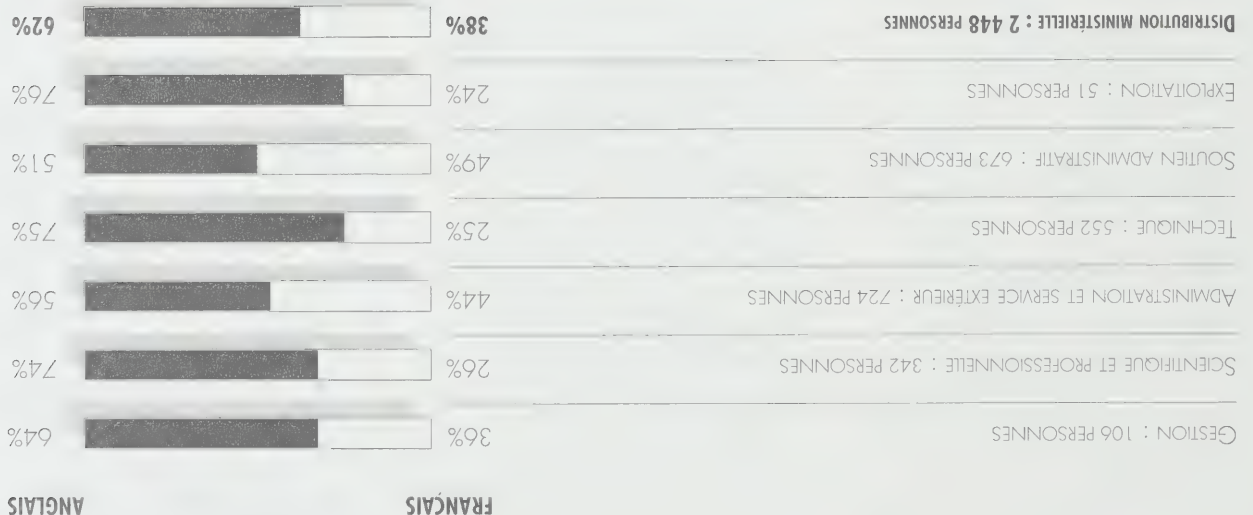 FRANÇAIS ANGLAIS
GESTION : 106 PERSONNES 36% 64%
SCIENTIFIQUE ET PROFESSIONNELLE : 342 PERSONNES 26% 74%
ADMINISTRATION ET SERVICE EXTÉRIEUR : 724 PERSONNES 44% 56%
TECHNIQUE : 552 PERSONNES 25% 75%
SOUTIEN ADMINISTRATIF : 673 PERSONNES 49% 51%
EXPLOITATION : 51 PERSONNES 24% 76%
DISTRIBUTION MINISTÉRIELLE : 2 448 PERSONNES 38% 62%